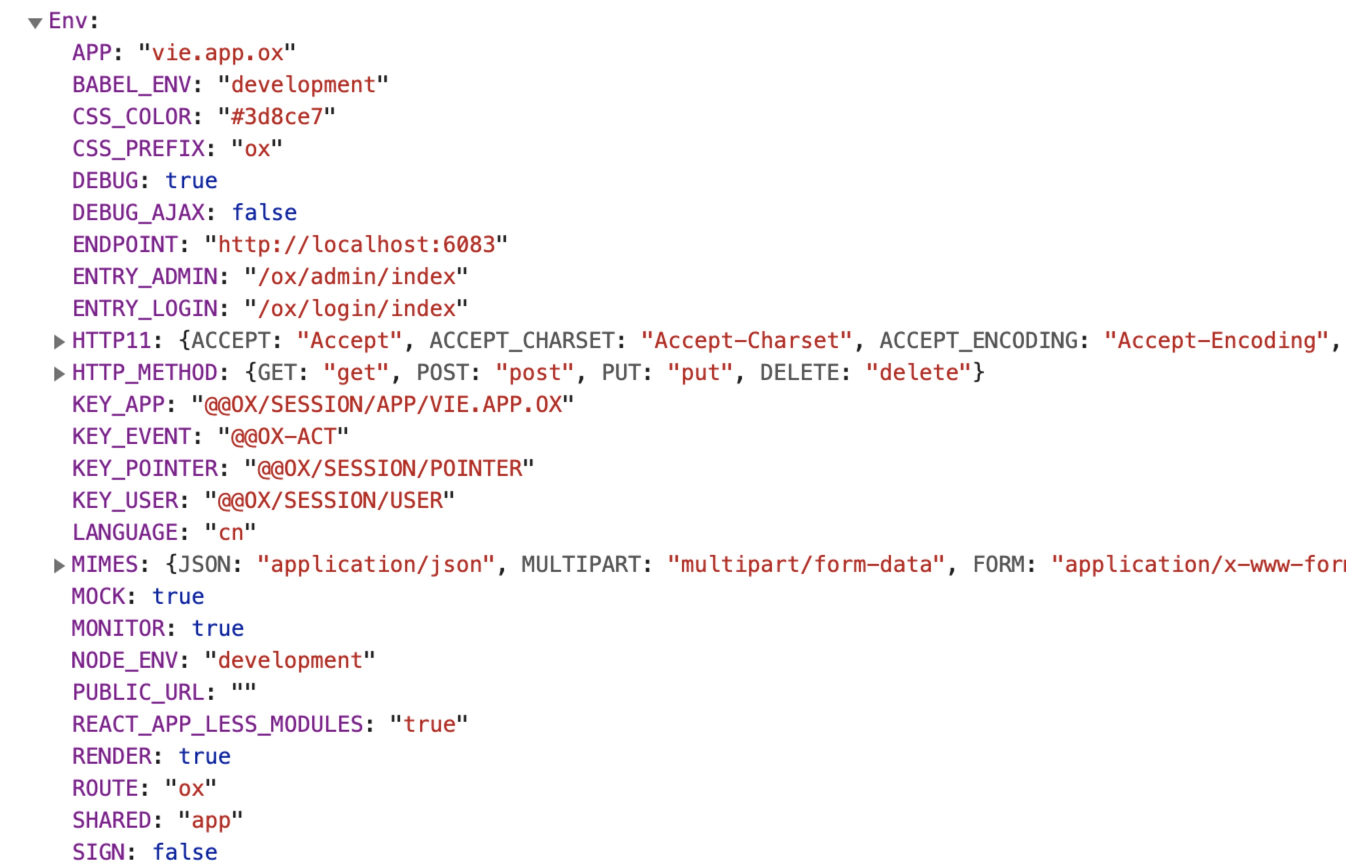 Env:
APP: "vie.app.ox"
BABEL_ENV: "development"
CSS_COLOR: "#3d8ce7"
CSS_PREFIX: "ox"
DEBUG: true
DEBUG_AJAX: false
ENDPOINT: "http://localhost:6083"
ENTRY_ADMIN: "/ox/admin/index"
ENTRY_LOGIN: "/ox/login/index"
HTTP11: {ACCEPT: "Accept", ACCEPT_CHARSET: "Accept-Charset", ACCEPT_ENCODING: "Accept-Encoding",
HTTP_METHOD: {GET: "get", POST: "post", PUT: "put", DELETE: "delete"}
KEY_APP: "@@OX/SESSION/APP/VIE.APP.OX"
KEY_EVENT: "@@OX-ACT"
KEY_POINTER: "@@OX/SESSION/POINTER"
KEY_USER: "@@OX/SESSION/USER"
LANGUAGE: "cn"
MIMES: {JSON: "application/json", MULTIPART: "multipart/form-data", FORM: "application/x-www-for
MOCK: true
MONITOR: true
NODE_ENV: "development"
PUBLIC_URL: ""
REACT_APP_LESS_MODULES: "true"
RENDER: true
ROUTE: "ox"
SHARED: "app"
SIGN: false